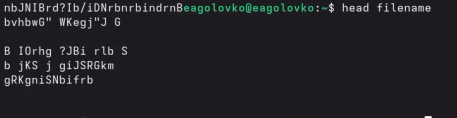 nbJNIBrd?Ib/iDNrbnrbindrnBeagolovko@eagolovko:~$ head filename
bvhbwG" WKegj"J G

B IOrhg ?JBi rlb S
b jKS j giJSRGkm
gRKgniSNbifrb